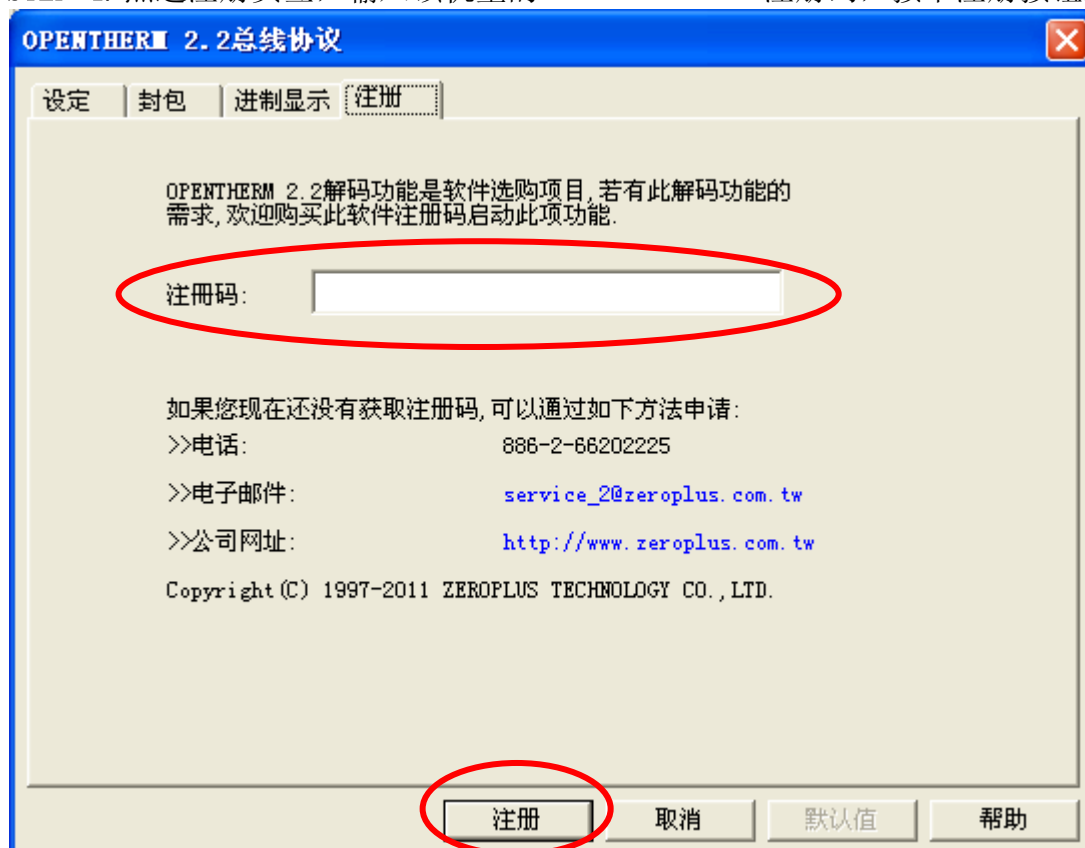 OPENTHERM 2.2总线协议
设定 封包 进制显示 注册
OPENTHERM 2.2解码功能是软件选购项目,若有此解码功能的
需求,欢迎购买此软件注册码启动此项功能.
注册码:
如果您现在还没有获取注册码,可以通过如下方法申请:
>>电话: 886-2-66202225
>>电子邮件: service_2@zeroplus.com.tw
>>公司网址: http://www.zeroplus.com.tw
Copyright(C) 1997-2011 ZEROPLUS TECHNOLOGY CO.,LTD.
注册 取消 默认值 帮助